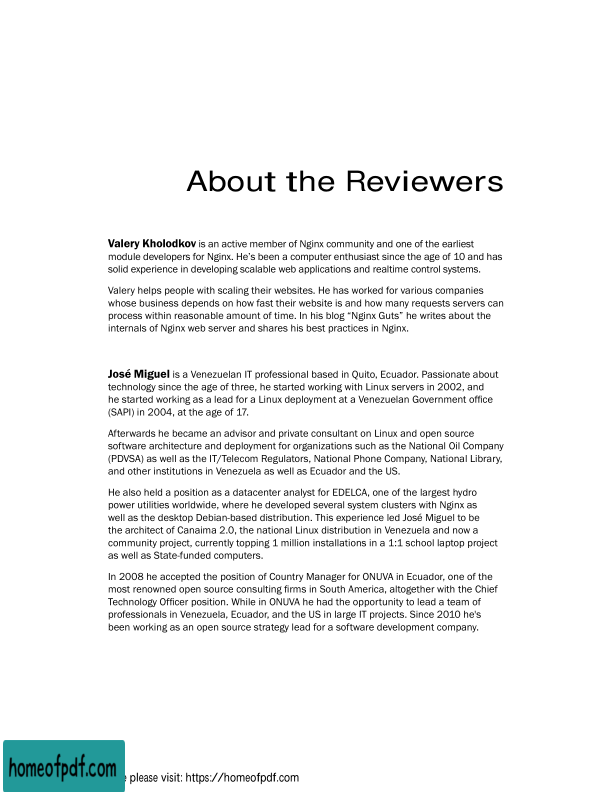 About the Reviewers
Valery Kholodkov is an active member of Nginx community and one of the earliest
module developers for Nginx. He's been a computer enthusiast since the age of 10 and has
solid experience in developing scalable web applications and realtime control systems.
Valery helps people with scaling their websites. He has worked for various companies
whose business depends on how fast their website is and how many requests servers can
process within reasonable amount of time. In his blog “Nginx Guts” he writes about the
internals of Nginx web server and shares his best practices in Nginx.
José Miguel is a Venezuelan IT professional based in Quito, Ecuador. Passionate about
technology since the age of three, he started working with Linux servers in 2002, and
he started working as a lead for a Linux deployment at a Venezuelan Government office
(SAPI) in 2004, at the age of 17.
Afterwards he became an advisor and private consultant on Linux and open source
software architecture and deployment for organizations such as the National Oil Company
(PDVSA) as well as the IT/Telecom Regulators, National Phone Company, National Library,
and other institutions in Venezuela as well as Ecuador and the US.
He also held a position as a datacenter analyst for EDELCA, one of the largest hydro
power utilities worldwide, where he developed several system clusters with Nginx as
well as the desktop Debian-based distribution. This experience led José Miguel to be
the architect of Canaima 2.0, the national Linux distribution in Venezuela and now a
community project, currently topping 1 million installations in a 1:1 school laptop project
as well as State-funded computers.
In 2008 he accepted the position of Country Manager for ONUVA in Ecuador, one of the
most renowned open source consulting firms in South America, altogether with the Chief
Technology Officer position. While in ONUVA he had the opportunity to lead a team of
professionals in Venezuela, Ecuador, and the US in large IT projects. Since 2010 he's
been working as an open source strategy lead for a software development company.
homeofpdf.com
please visit: https://homeofpdf.com